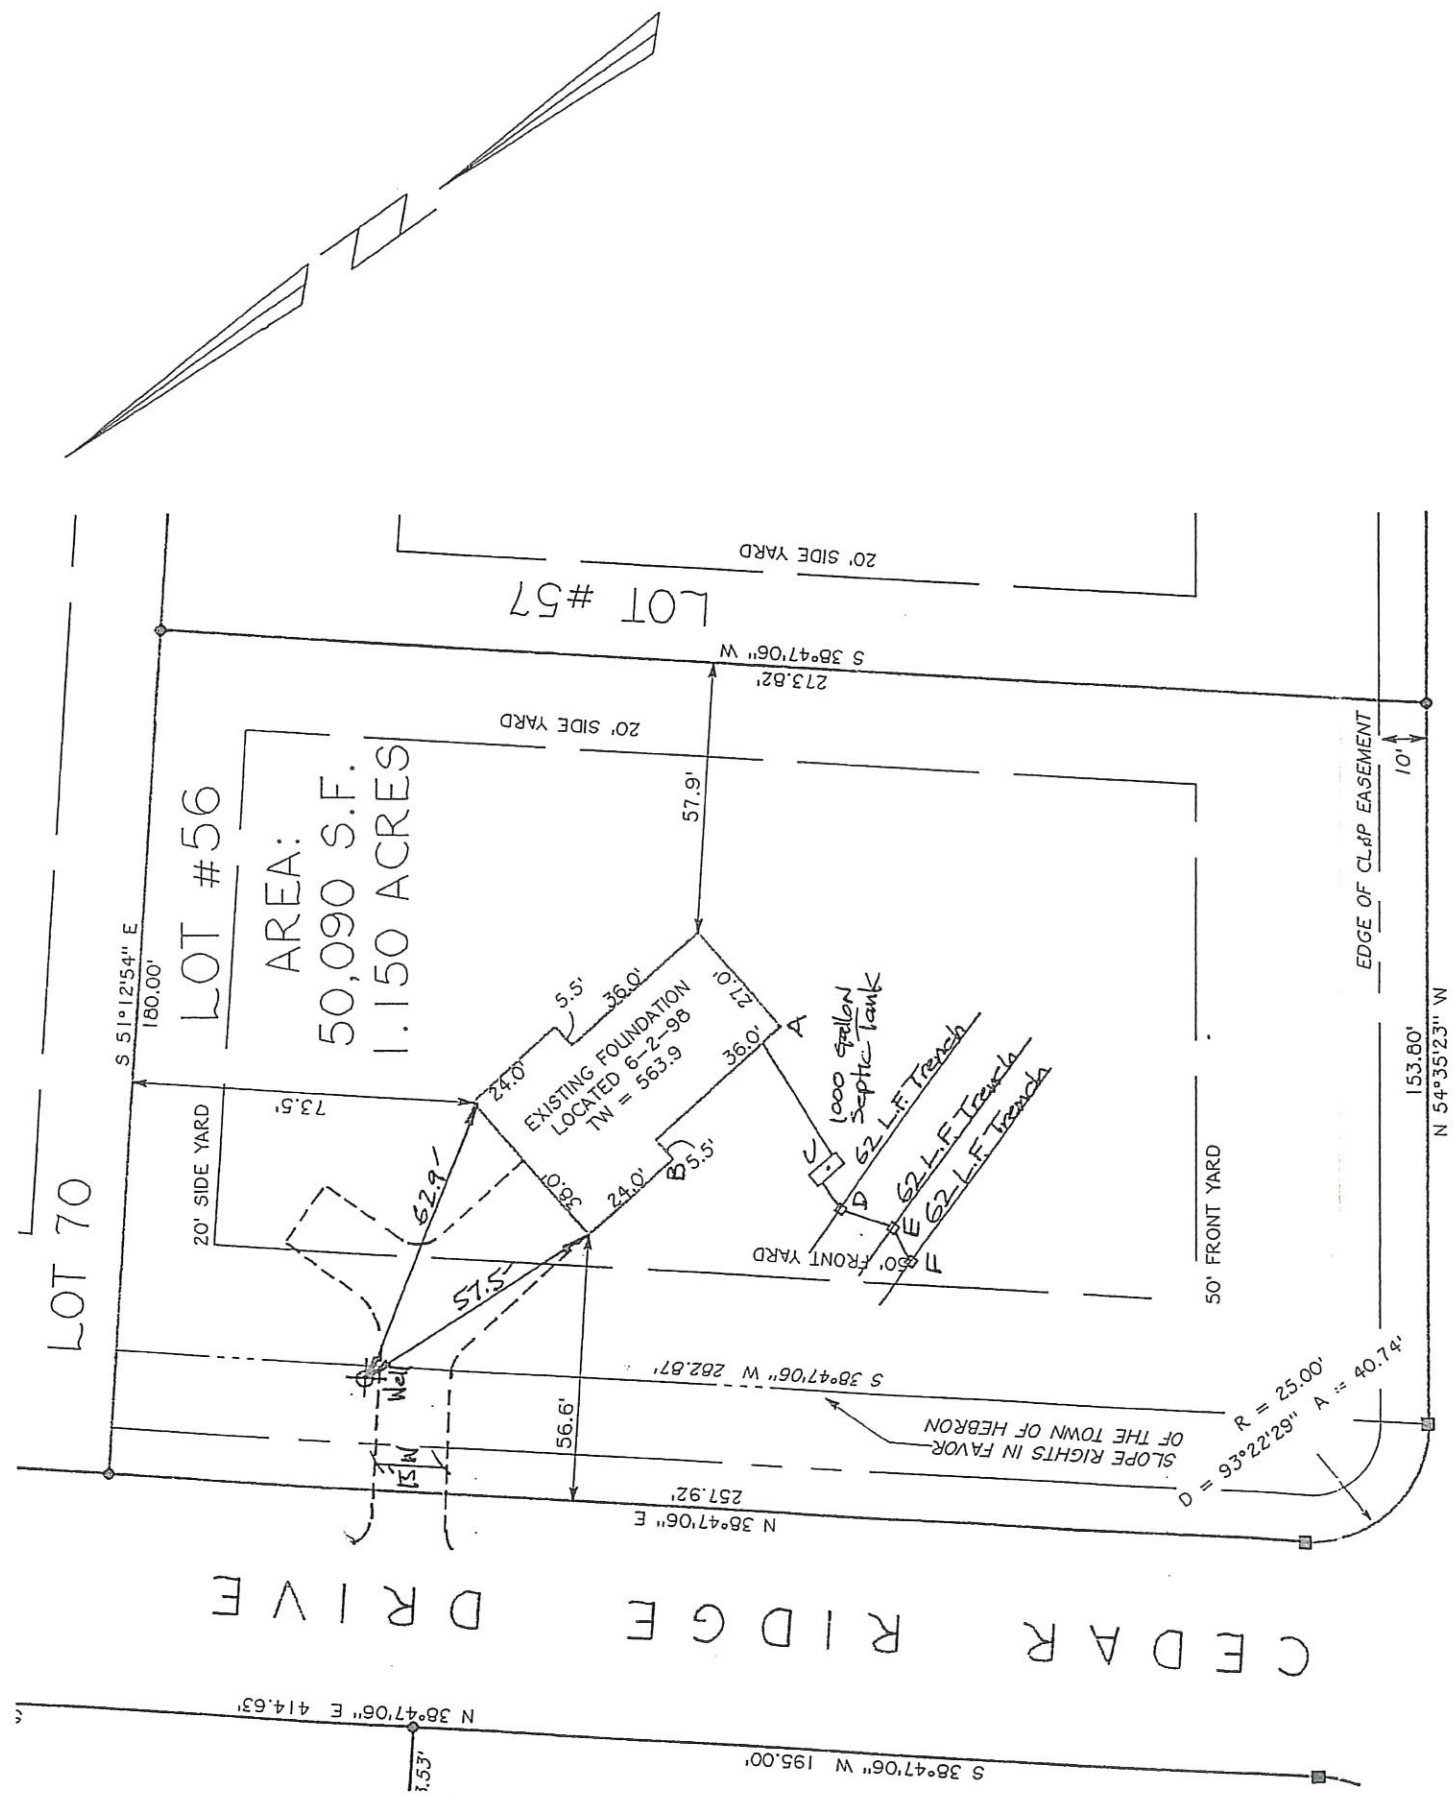 LOT #57
20' SIDE YARD
S 38°47'06" W
273.82'
20' SIDE YARD
S 51°12'54" E
180.00'
LOT #56
AREA:
50,090 S.F.
1.150 ACRES
57.9'
EDGE OF CL&P EASEMENT
10'
153.80'
N 54°35'23" W
LOT 70
20' SIDE YARD
73.5'
62.9'
24.0'
5.5'
36.0'
EXISTING FOUNDATION
LOCATED 6-2-98
TW = 563.9
27.0'
A
36.0'
38.0'
24.0'
B
5.5'
1000 gallon
Septic Tank
C
62 L.F. Trench
D
62 L.F. Trench
E
62 L.F. Trench
F
50' FRONT YARD
50' FRONT YARD
57.5'
Well
56.6'
S 38°47'06" W 282.87'
SLOPE RIGHTS IN FAVOR
OF THE TOWN OF HEBRON
R = 25.00'
D = 93°22'29" A = 40.74'
257.92'
N 38°47'06" E
CEDAR RIDGE DRIVE
N 38°47'06" E 414.63'
S 38°47'06" W 195.00'
.53'